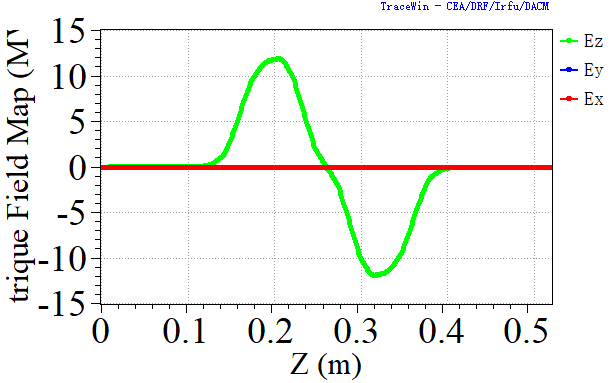 TraceWin - CEA/DRF/Irfu/DACM
Ez
Ey
Ex
trique Field Map (M
15
10
5
0
-5
-10
-15
0 0.1 0.2 0.3 0.4 0.5
Z (m)